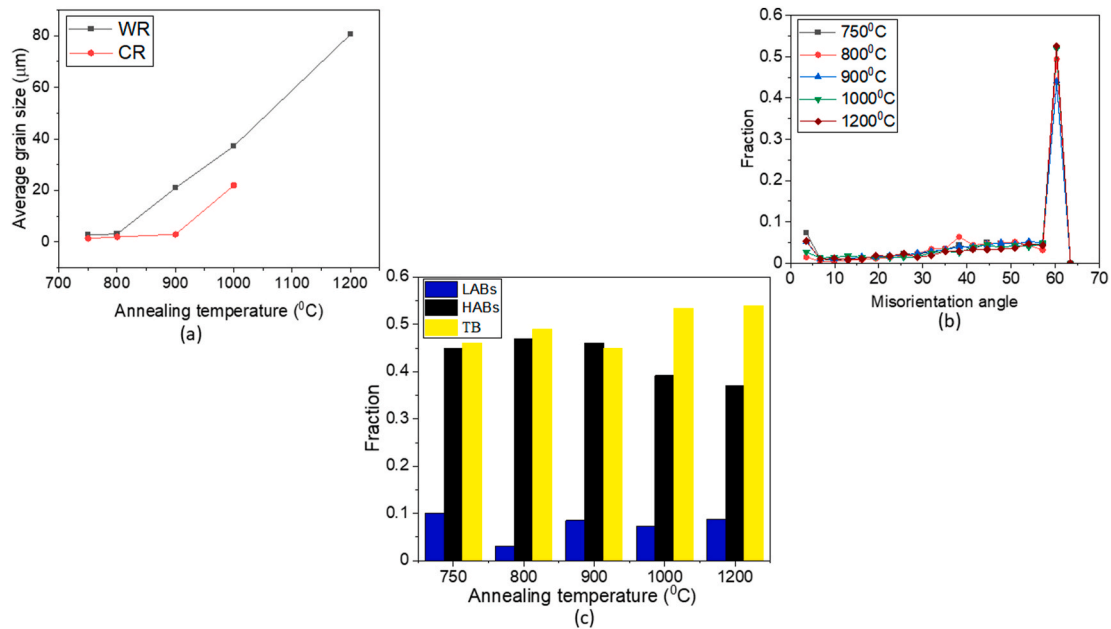 80
60
40
20
0
Average grain size (μm)
WR
CR
700
800
900
1000
1100
1200
Annealing temperature (⁰C)
(a)
0.6
0.5
0.4
0.3
0.2
0.1
0
Fraction
750⁰C
800⁰C
900⁰C
1000⁰C
1200⁰C
0
10
20
30
40
50
60
70
Misorientation angle
(b)
0.6
0.5
0.4
0.3
0.2
0.1
0
Fraction
LABs
HABs
TB
750
800
900
1000
1200
Annealing temperature (⁰C)
(c)